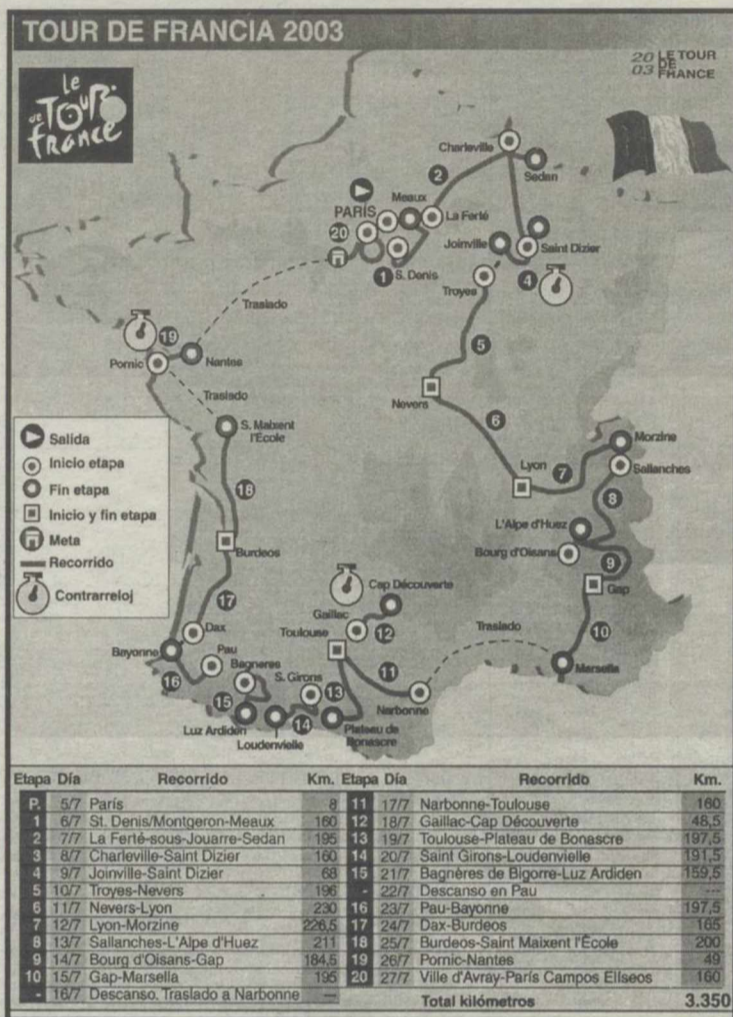 TOUR DE FRANCIA 2003
Le
de TOUR
france
20 LE TOUR
DE
03 FRANCE
Charleville
2
Sedan
Meaux
PARÍS
La Ferté
20
Joinville
Saint Dizier
1
S. Denis
4
Troyes
Traslado
19
5
Pornic
Nantes
Nevers
Traslado
6
S. Maixent
l'École
Morzine
Salida
Lyon
7
Sallanches
Inicio etapa
8
Fin etapa
18
L'Alpe d'Huez
Inicio y fin etapa
Bourg d'Oisans
Meta
Burdeos
9
Recorrido
Gap
Contrarreloj
Cap Découverte
17
Gaillac
10
Dax
Toulouse
12
Traslado
Bayonne
Pau
11
Marsella
Bagneres
16
S. Girons
13
Narbonne
15
14
Luz Ardiden
Plateau de
Bonascre
Loudenvielle
Etapa Día Recorrido Km.
P. 5/7 París 8
1 6/7 St. Denis/Montgeron-Meaux 160
2 7/7 La Ferté-sous-Jouarre-Sedan 195
3 8/7 Charleville-Saint Dizier 160
4 9/7 Joinville-Saint Dizier 68
5 10/7 Troyes-Nevers 196
6 11/7 Nevers-Lyon 230
7 12/7 Lyon-Morzine 226,5
8 13/7 Sallanches-L'Alpe d'Huez 211
9 14/7 Bourg d'Oisans-Gap 184,5
10 15/7 Gap-Marsella 195
- 16/7 Descanso. Traslado a Narbonne ---
Etapa Día Recorrido Km.
11 17/7 Narbonne-Toulouse 160
12 18/7 Gaillac-Cap Découverte 48,5
13 19/7 Toulouse-Plateau de Bonascre 197,5
14 20/7 Saint Girons-Loudenvielle 191,5
15 21/7 Bagnères de Bigorre-Luz Ardiden 159,5
- 22/7 Descanso en Pau ---
16 23/7 Pau-Bayonne 197,5
17 24/7 Dax-Burdeos 165
18 25/7 Burdeos-Saint Maixent l'École 200
19 26/7 Pornic-Nantes 49
20 27/7 Ville d'Avray-París Campos Elíseos 160
Total kilómetros 3.350